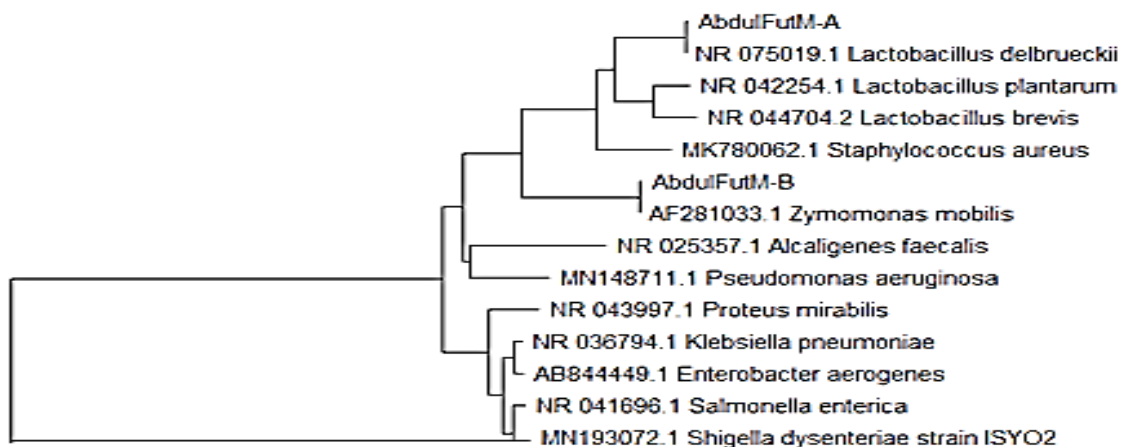 AbdulFutM-A
NR 075019.1 Lactobacillus delbrueckii
NR 042254.1 Lactobacillus plantarum
NR 044704.2 Lactobacillus brevis
MK780062.1 Staphylococcus aureus
AbdulFutM-B
AF281033.1 Zymomonas mobilis
NR 025357.1 Alcaligenes faecalis
MN148711.1 Pseudomonas aeruginosa
NR 043997.1 Proteus mirabilis
NR 036794.1 Klebsiella pneumoniae
AB844449.1 Enterobacter aerogenes
NR 041696.1 Salmonella enterica
MN193072.1 Shigella dysenteriae strain ISYO2